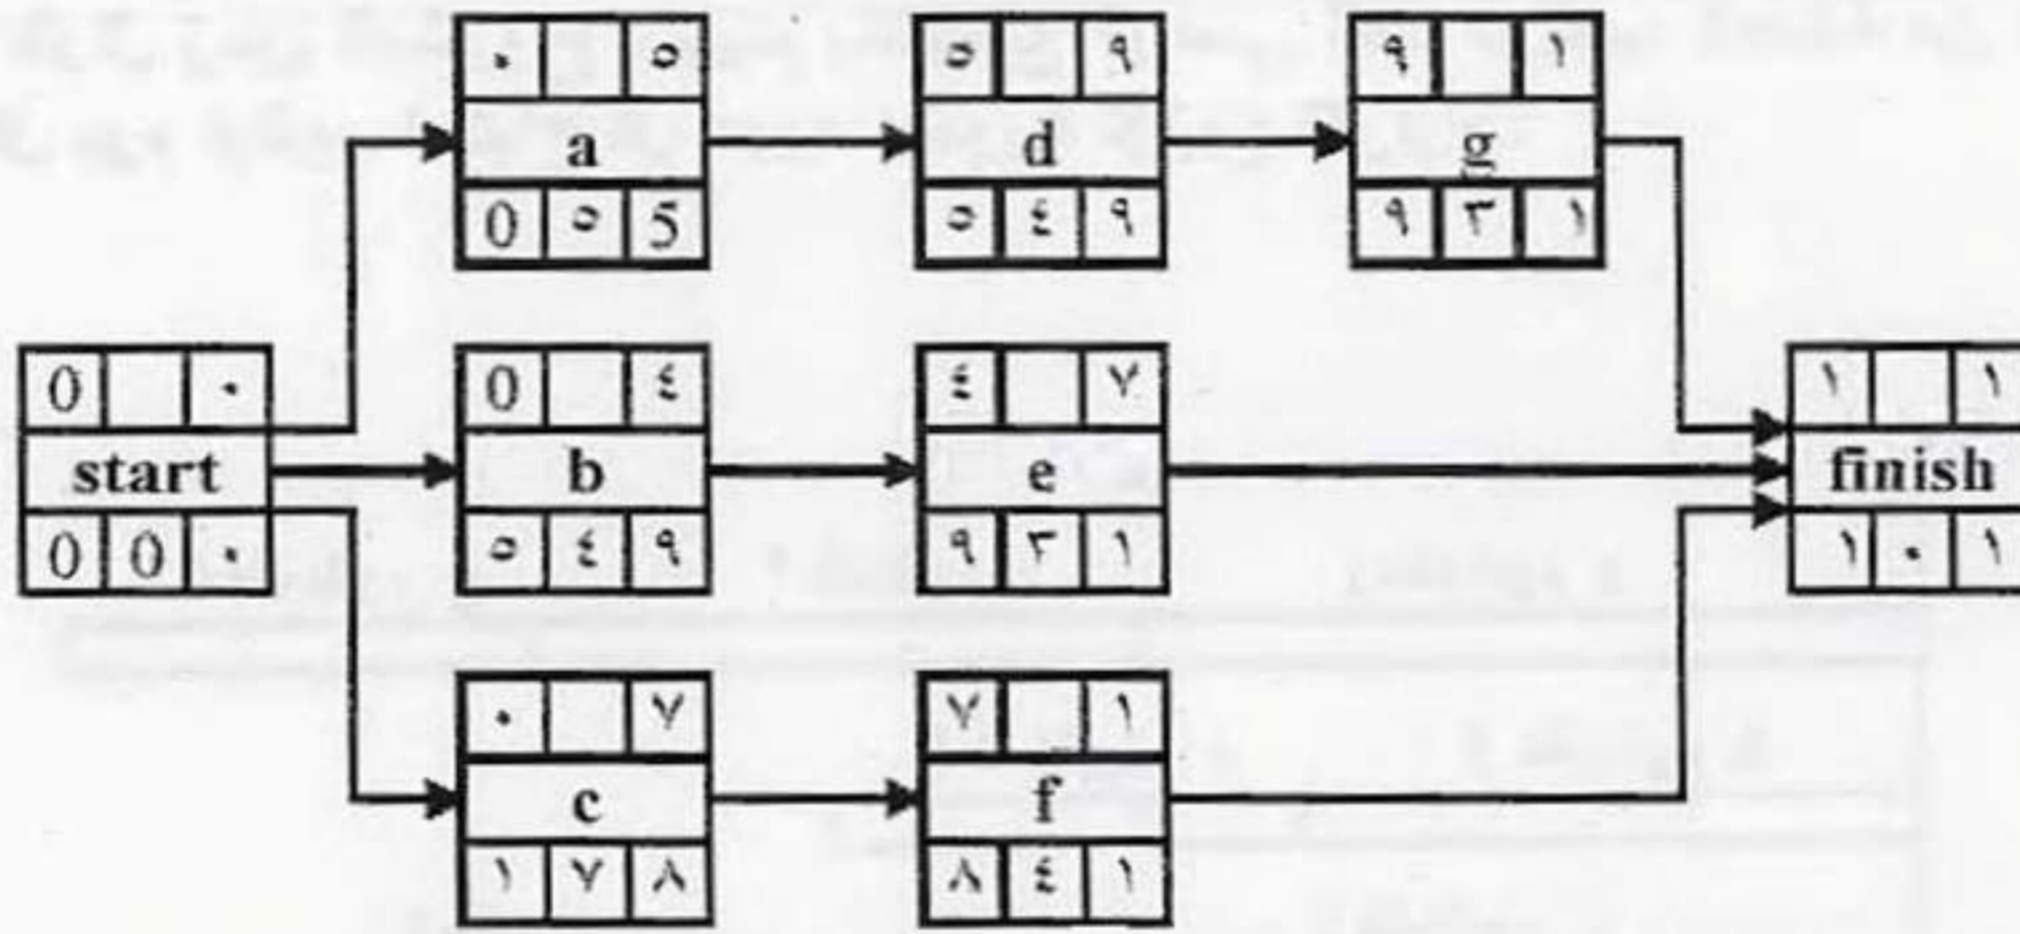 ٠ ٥
a
0 ٥ 5
٥ ٩
d
٥ ٤ ٩
٩ ١
g
٩ ٣ ١
0 ٠
start
0 0 ٠
0 ٤
b
٥ ٤ ٩
٤ ٧
e
٩ ٣ ١
١ ١
finish
١ ٠ ١
٠ ٧
c
١ ٧ ٨
٧ ١
f
٨ ٤ ١